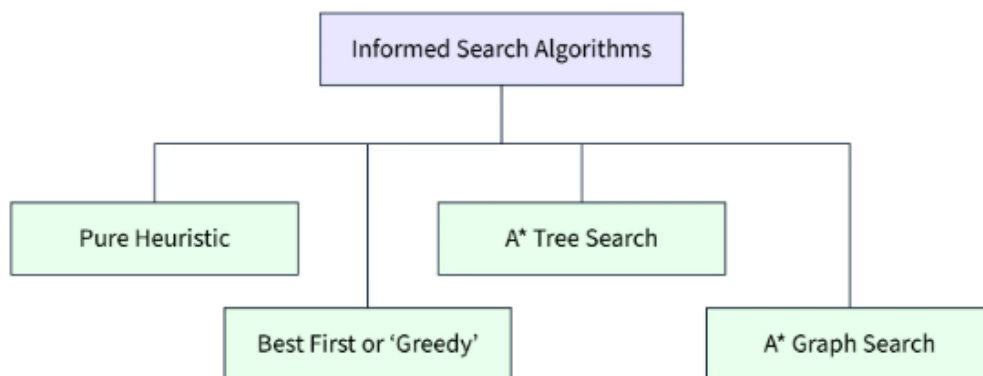 Informed Search Algorithms
Pure Heuristic
A* Tree Search
Best First or ‘Greedy’
A* Graph Search